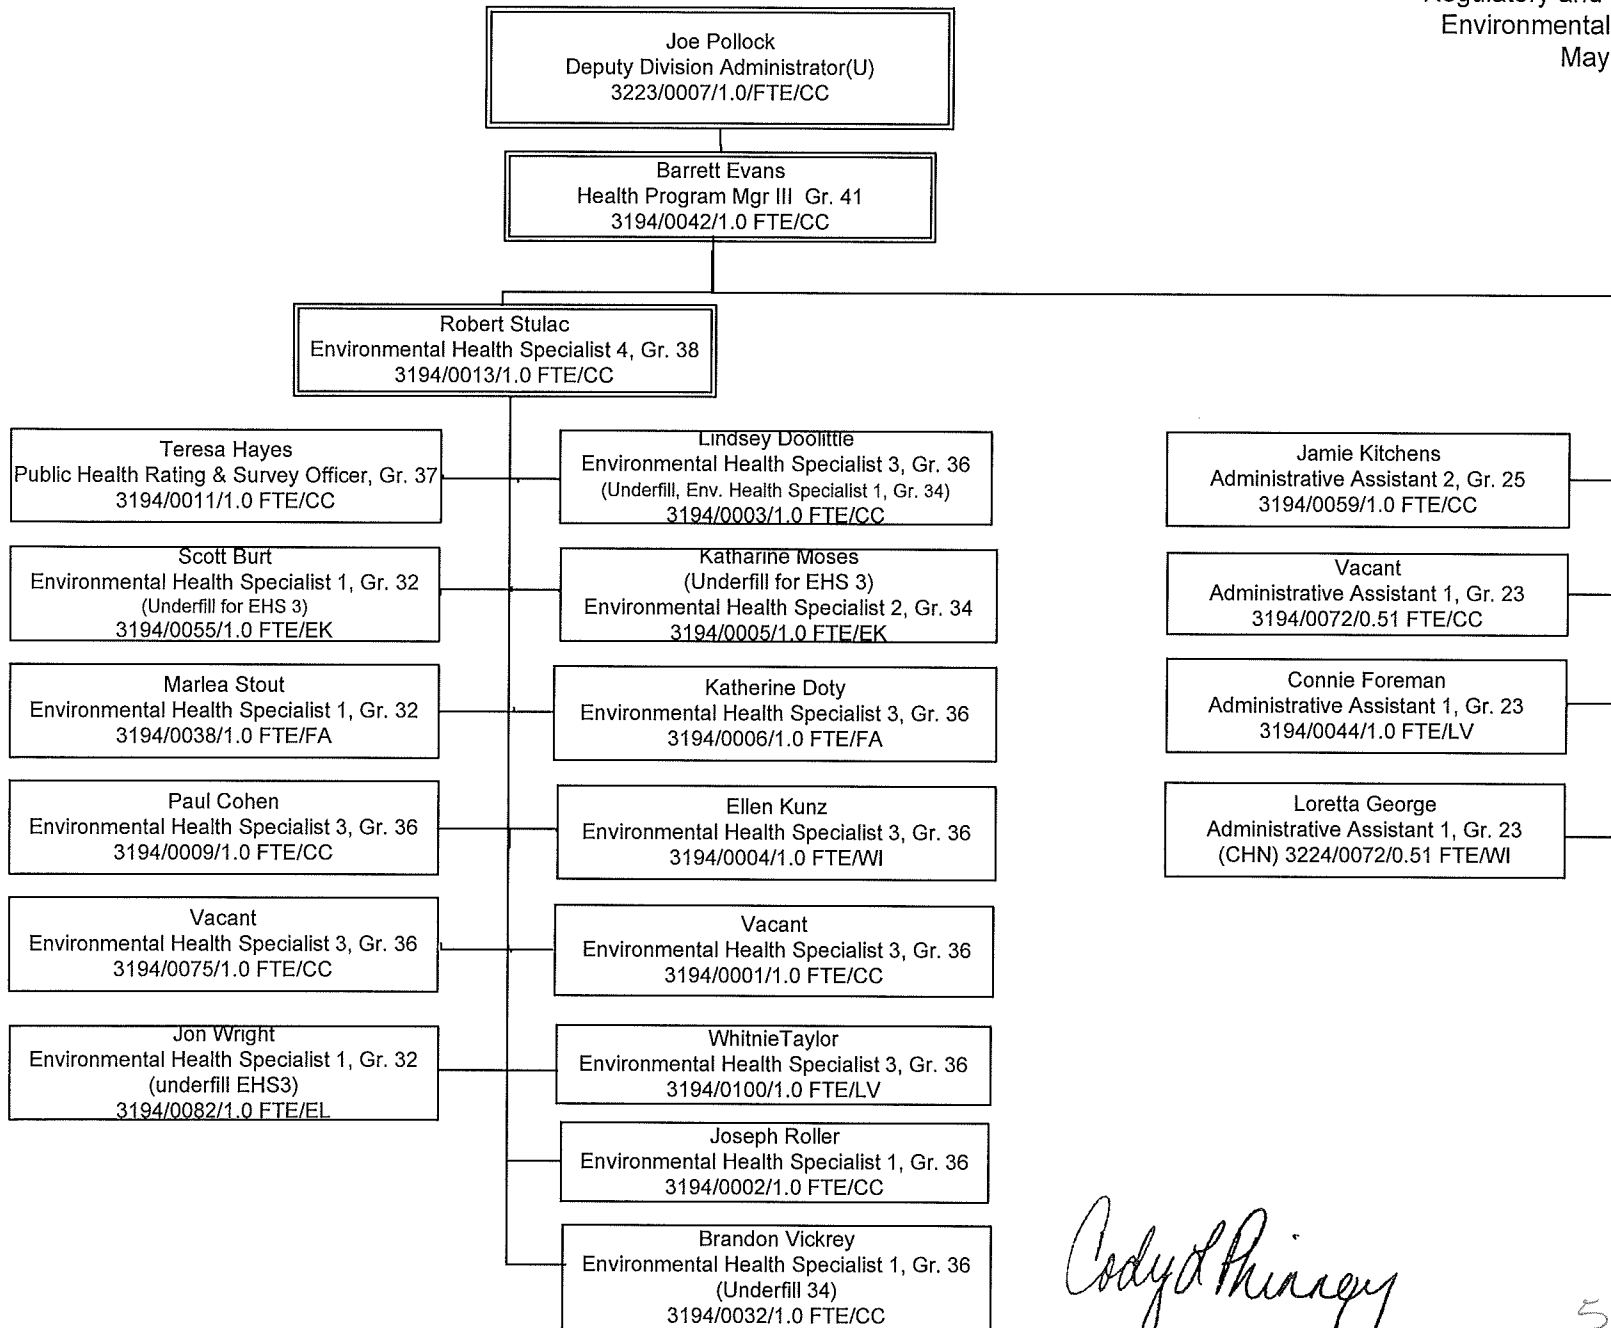 Regulatory and
Environmental
May
Joe Pollock
Deputy Division Administrator(U)
3223/0007/1.0/FTE/CC
Barrett Evans
Health Program Mgr III  Gr. 41
3194/0042/1.0 FTE/CC
Robert Stulac
Environmental Health Specialist 4, Gr. 38
3194/0013/1.0 FTE/CC
Teresa Hayes
Public Health Rating & Survey Officer, Gr. 37
3194/0011/1.0 FTE/CC
Lindsey Doolittle
Environmental Health Specialist 3, Gr. 36
(Underfill, Env. Health Specialist 1, Gr. 34)
3194/0003/1.0 FTE/CC
Jamie Kitchens
Administrative Assistant 2, Gr. 25
3194/0059/1.0 FTE/CC
Scott Burt
Environmental Health Specialist 1, Gr. 32
(Underfill for EHS 3)
3194/0055/1.0 FTE/EK
Katharine Moses
(Underfill for EHS 3)
Environmental Health Specialist 2, Gr. 34
3194/0005/1.0 FTE/EK
Vacant
Administrative Assistant 1, Gr. 23
3194/0072/0.51 FTE/CC
Marlea Stout
Environmental Health Specialist 1, Gr. 32
3194/0038/1.0 FTE/FA
Katherine Doty
Environmental Health Specialist 3, Gr. 36
3194/0006/1.0 FTE/FA
Connie Foreman
Administrative Assistant 1, Gr. 23
3194/0044/1.0 FTE/LV
Paul Cohen
Environmental Health Specialist 3, Gr. 36
3194/0009/1.0 FTE/CC
Ellen Kunz
Environmental Health Specialist 3, Gr. 36
3194/0004/1.0 FTE/WI
Loretta George
Administrative Assistant 1, Gr. 23
(CHN) 3224/0072/0.51 FTE/WI
Vacant
Environmental Health Specialist 3, Gr. 36
3194/0075/1.0 FTE/CC
Vacant
Environmental Health Specialist 3, Gr. 36
3194/0001/1.0 FTE/CC
Jon Wright
Environmental Health Specialist 1, Gr. 32
(underfill EHS3)
3194/0082/1.0 FTE/EL
WhitnieTaylor
Environmental Health Specialist 3, Gr. 36
3194/0100/1.0 FTE/LV
Joseph Roller
Environmental Health Specialist 1, Gr. 36
3194/0002/1.0 FTE/CC
Brandon Vickrey
Environmental Health Specialist 1, Gr. 36
(Underfill 34)
3194/0032/1.0 FTE/CC
Cody L Phinney
5